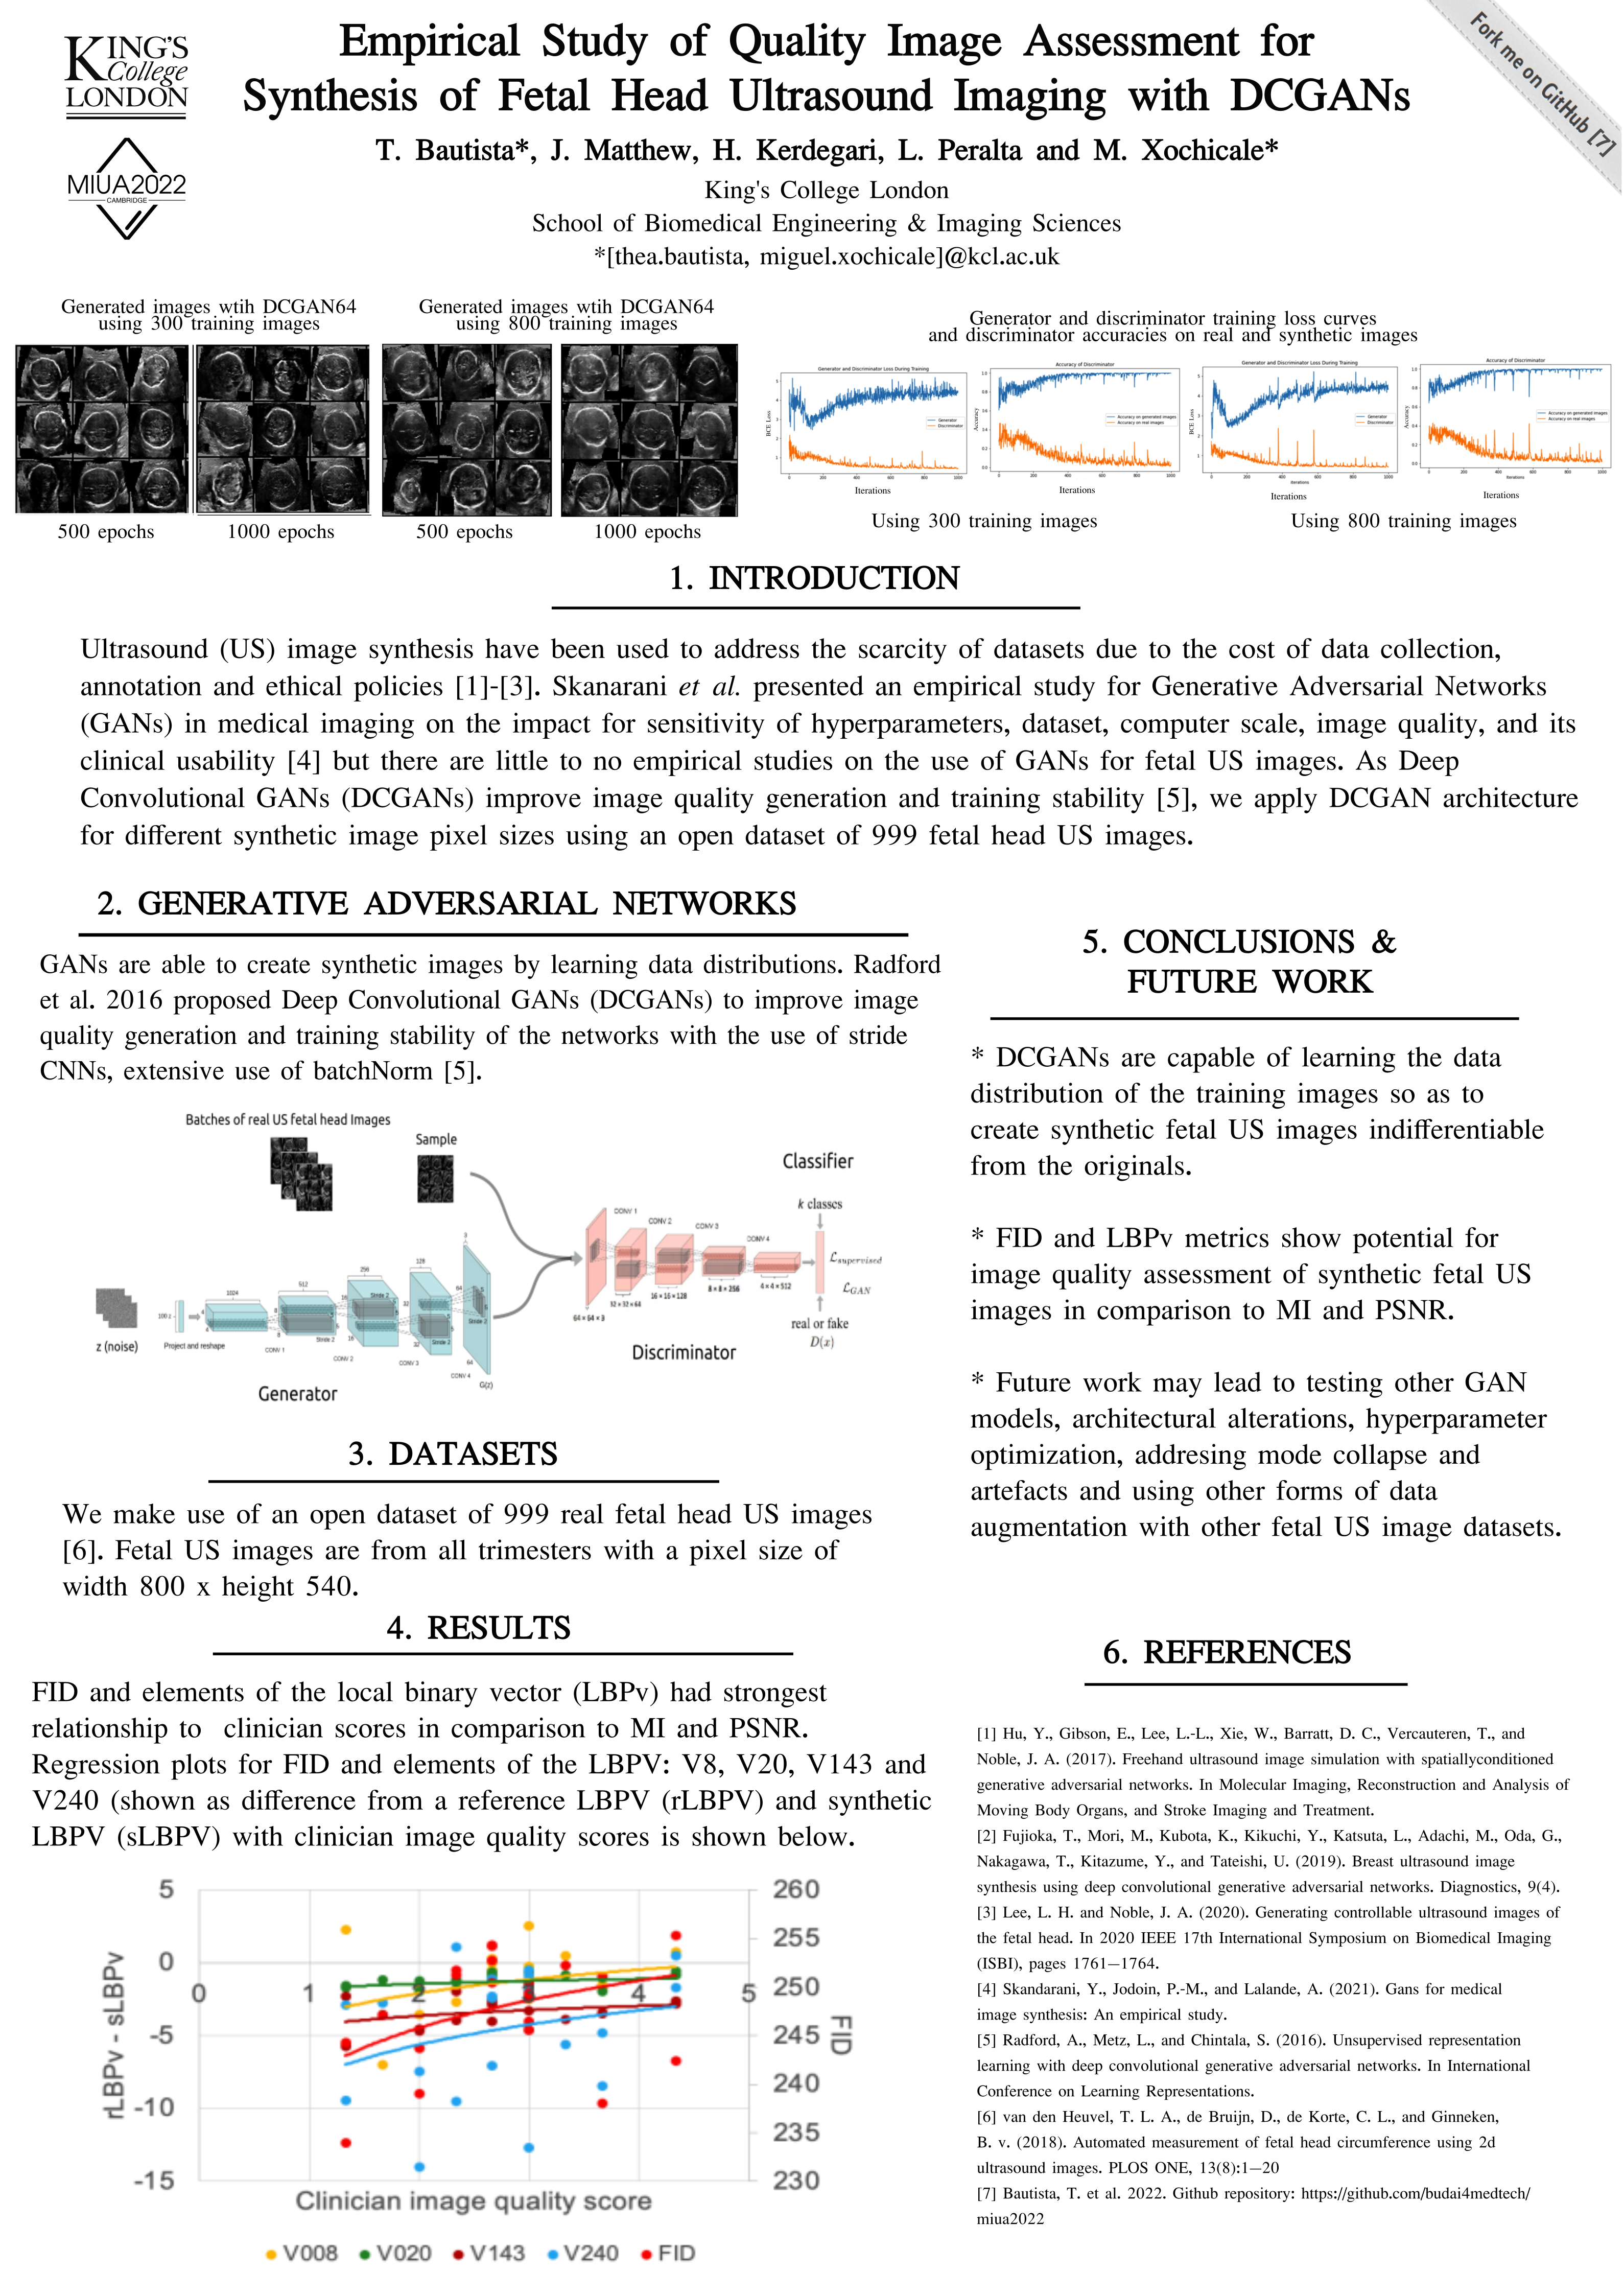 KING'S
College
LONDON
MIUA2022
CAMBRIDGE
Fork me on GitHub [7]
Empirical Study of Quality Image Assessment for
Synthesis of Fetal Head Ultrasound Imaging with DCGANs
T. Bautista*, J. Matthew, H. Kerdegari, L. Peralta and M. Xochicale*
King's College London
School of Biomedical Engineering & Imaging Sciences
*[thea.bautista, miguel.xochicale]@kcl.ac.uk
Generated images wtih DCGAN64
using 300 training images
500 epochs
1000 epochs
Generated images wtih DCGAN64
using 800 training images
500 epochs
1000 epochs
Generator and discriminator training loss curves
and discriminator accuracies on real and synthetic images
Generator and Discriminator Loss During Training
BCE Loss
Generator
Discriminator
Iterations
Accuracy of Discriminator
Accuracy
Accuracy on generated images
Accuracy on real images
Iterations
Using 300 training images
Generator and Discriminator Loss During Training
BCE Loss
Generator
Discriminator
Iterations
Iterations
Accuracy of Discriminator
Accuracy
Accuracy on generated images
Accuracy on real images
Iterations
Iterations
Using 800 training images
1. INTRODUCTION
Ultrasound (US) image synthesis have been used to address the scarcity of datasets due to the cost of data collection,
annotation and ethical policies [1]-[3]. Skanarani et al. presented an empirical study for Generative Adversarial Networks
(GANs) in medical imaging on the impact for sensitivity of hyperparameters, dataset, computer scale, image quality, and its
clinical usability [4] but there are little to no empirical studies on the use of GANs for fetal US images. As Deep
Convolutional GANs (DCGANs) improve image quality generation and training stability [5], we apply DCGAN architecture
for different synthetic image pixel sizes using an open dataset of 999 fetal head US images.
2. GENERATIVE ADVERSARIAL NETWORKS
GANs are able to create synthetic images by learning data distributions. Radford
et al. 2016 proposed Deep Convolutional GANs (DCGANs) to improve image
quality generation and training stability of the networks with the use of stride
CNNs, extensive use of batchNorm [5].
Batches of real US fetal head Images
Sample
Classifier
k classes
CONV 1
CONV 2
CONV 3
CONV 4
L supervised
L GAN
64 × 64 × 3
32 × 32 × 64
16 × 16 × 128
8 × 8 × 256
4 × 4 × 512
real or fake
D(x)
Discriminator
z (noise)
100 z
Project and reshape
1024
512
256
128
3
Stride 2
Stride 2
Stride 2
Stride 2
CONV 1
CONV 2
CONV 3
CONV 4
G(z)
Generator
3. DATASETS
We make use of an open dataset of 999 real fetal head US images
[6]. Fetal US images are from all trimesters with a pixel size of
width 800 x height 540.
4. RESULTS
FID and elements of the local binary vector (LBPv) had strongest
relationship to clinician scores in comparison to MI and PSNR.
Regression plots for FID and elements of the LBPV: V8, V20, V143 and
V240 (shown as difference from a reference LBPV (rLBPV) and synthetic
LBPV (sLBPV) with clinician image quality scores is shown below.
5
0
-5
-10
-15
rLBPv - sLBPv
0 1 2 3 4 5
260
255
250
245
240
235
230
FID
Clinician image quality score
V008 V020 V143 V240 FID
5. CONCLUSIONS &
FUTURE WORK
* DCGANs are capable of learning the data
distribution of the training images so as to
create synthetic fetal US images indifferentiable
from the originals.
* FID and LBPv metrics show potential for
image quality assessment of synthetic fetal US
images in comparison to MI and PSNR.
* Future work may lead to testing other GAN
models, architectural alterations, hyperparameter
optimization, addresing mode collapse and
artefacts and using other forms of data
augmentation with other fetal US image datasets.
6. REFERENCES
[1] Hu, Y., Gibson, E., Lee, L.-L., Xie, W., Barratt, D. C., Vercauteren, T., and
Noble, J. A. (2017). Freehand ultrasound image simulation with spatiallyconditioned
generative adversarial networks. In Molecular Imaging, Reconstruction and Analysis of
Moving Body Organs, and Stroke Imaging and Treatment.
[2] Fujioka, T., Mori, M., Kubota, K., Kikuchi, Y., Katsuta, L., Adachi, M., Oda, G.,
Nakagawa, T., Kitazume, Y., and Tateishi, U. (2019). Breast ultrasound image
synthesis using deep convolutional generative adversarial networks. Diagnostics, 9(4).
[3] Lee, L. H. and Noble, J. A. (2020). Generating controllable ultrasound images of
the fetal head. In 2020 IEEE 17th International Symposium on Biomedical Imaging
(ISBI), pages 1761—1764.
[4] Skandarani, Y., Jodoin, P.-M., and Lalande, A. (2021). Gans for medical
image synthesis: An empirical study.
[5] Radford, A., Metz, L., and Chintala, S. (2016). Unsupervised representation
learning with deep convolutional generative adversarial networks. In International
Conference on Learning Representations.
[6] van den Heuvel, T. L. A., de Bruijn, D., de Korte, C. L., and Ginneken,
B. v. (2018). Automated measurement of fetal head circumference using 2d
ultrasound images. PLOS ONE, 13(8):1—20
[7] Bautista, T. et al. 2022. Github repository: https://github.com/budai4medtech/
miua2022